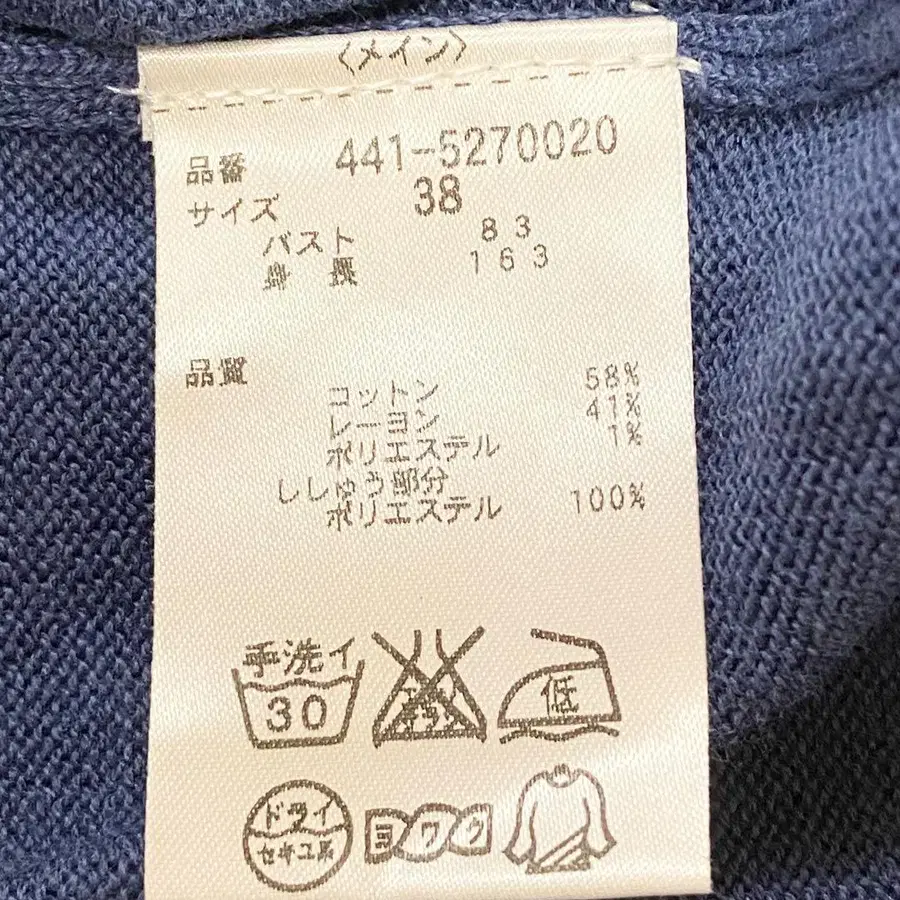 〈メイン〉
品番 441-5270020
サイズ 38
バスト 83
身長 163
品質
コットン 58%
レーヨン 41%
ポリエステル 1%
ししゅう部分
ポリエステル 100%
手洗イ
30
低
ドライ
セキユ系
ヨワク